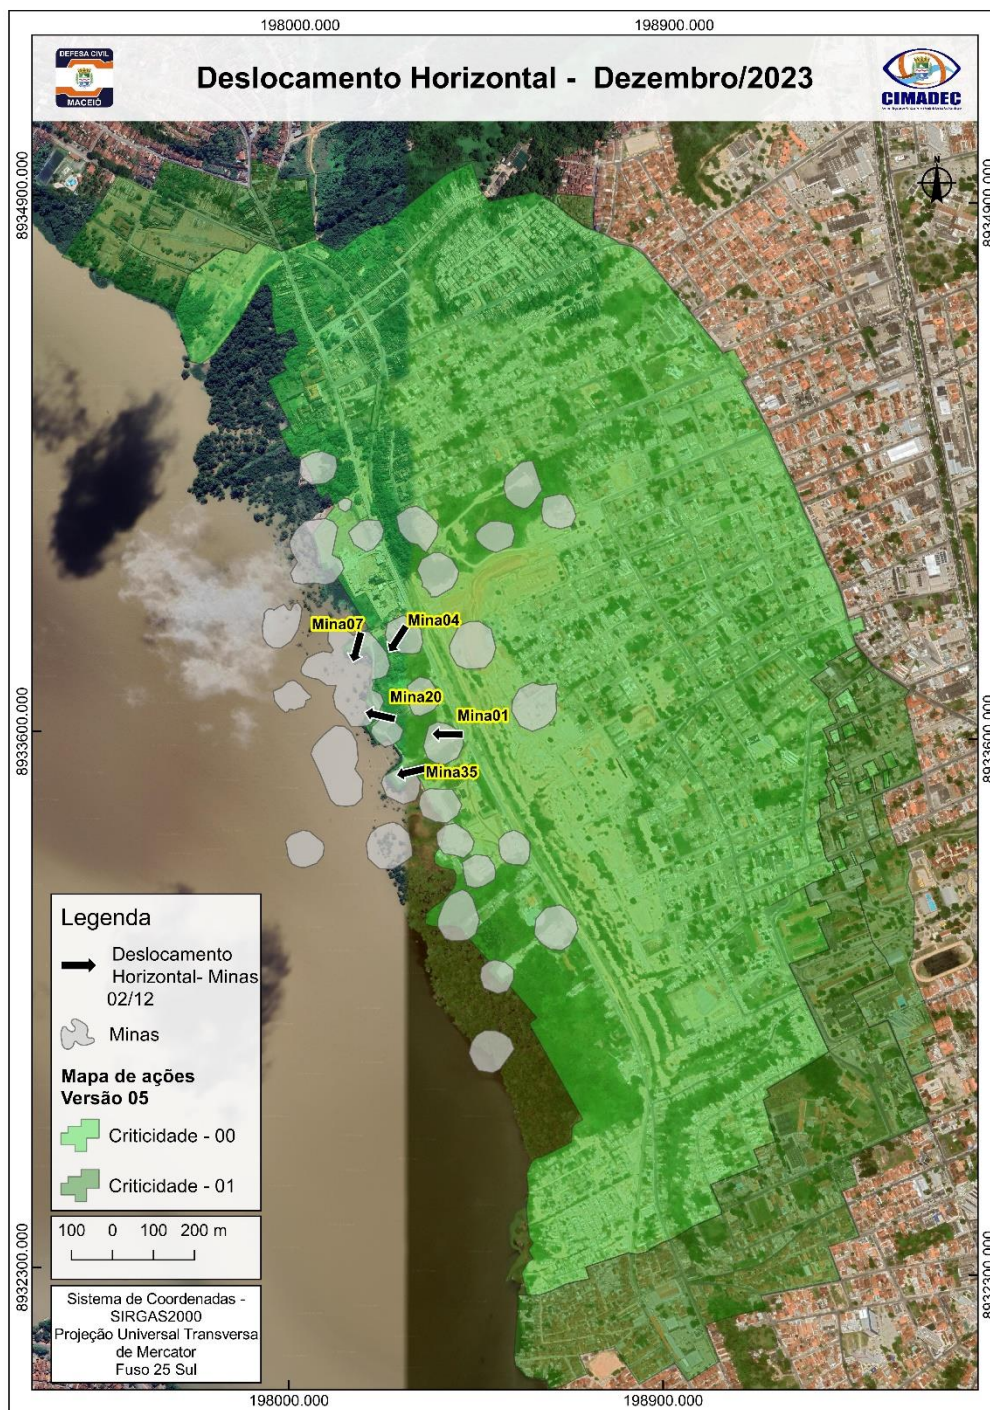 198000.000
198900.000
DEFESA CIVIL
MACEIÓ
Deslocamento Horizontal - Dezembro/2023
CIMADEC
8934900.000
N
8934900.000
Mina07
Mina04
Mina20
Mina01
Mina35
8933600.000
8933600.000
Legenda
Deslocamento
Horizontal- Minas
02/12
Minas
Mapa de ações
Versão 05
Criticidade - 00
Criticidade - 01
100 0 100 200 m
8932300.000
8932300.000
Sistema de Coordenadas -
SIRGAS2000
Projeção Universal Transversa
de Mercator
Fuso 25 Sul
198000.000
198900.000